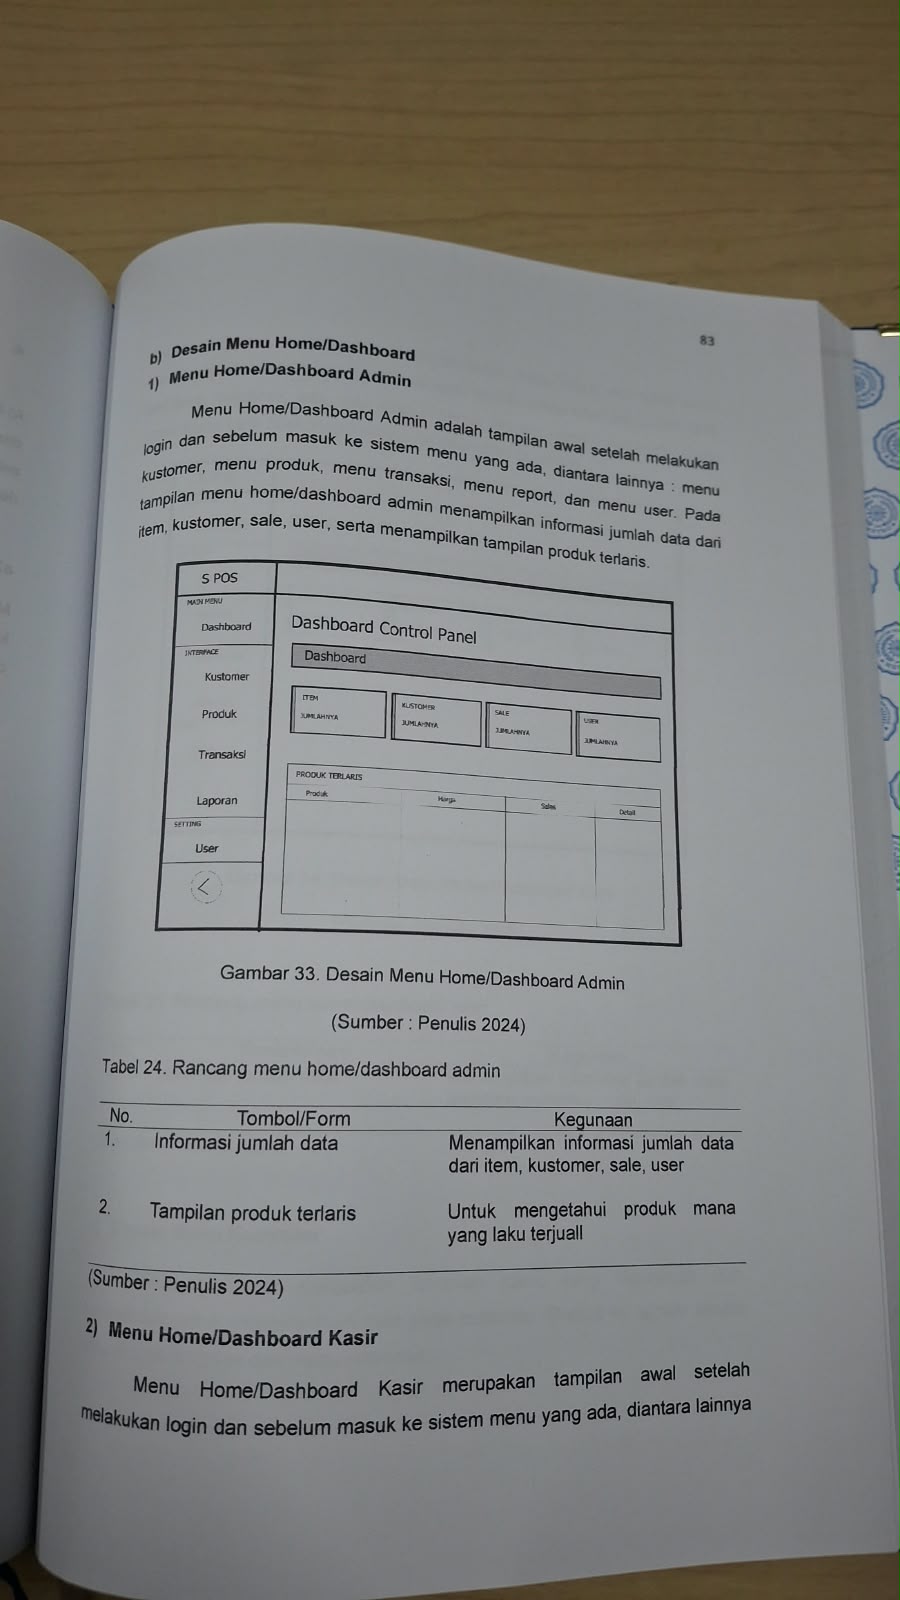 83
b) Desain Menu Home/Dashboard
1) Menu Home/Dashboard Admin
Menu Home/Dashboard Admin adalah tampilan awal setelah melakukan
login dan sebelum masuk ke sistem menu yang ada, diantara lainnya : menu
kustomer, menu produk, menu transaksi, menu report, dan menu user. Pada
tampilan menu home/dashboard admin menampilkan informasi jumlah data dari
item, kustomer, sale, user, serta menampilkan tampilan produk terlaris.
S POS
MAIN MENU
Dashboard
INTERFACE
Kustomer
Produk
Transaksi
Laporan
SETTING
User
Dashboard Control Panel
Dashboard
ITEM
JUMLAHNYA
KUSTOMER
JUMLAHNYA
SALE
JUMLAHNYA
USER
JUMLAHNYA
PRODUK TERLARIS
Produk Harga Sales Detail
Gambar 33. Desain Menu Home/Dashboard Admin
(Sumber : Penulis 2024)
Tabel 24. Rancang menu home/dashboard admin
No. Tombol/Form Kegunaan
1. Informasi jumlah data Menampilkan informasi jumlah data
dari item, kustomer, sale, user
2. Tampilan produk terlaris Untuk mengetahui produk mana
yang laku terjuall
(Sumber : Penulis 2024)
2) Menu Home/Dashboard Kasir
Menu Home/Dashboard Kasir merupakan tampilan awal setelah
melakukan login dan sebelum masuk ke sistem menu yang ada, diantara lainnya